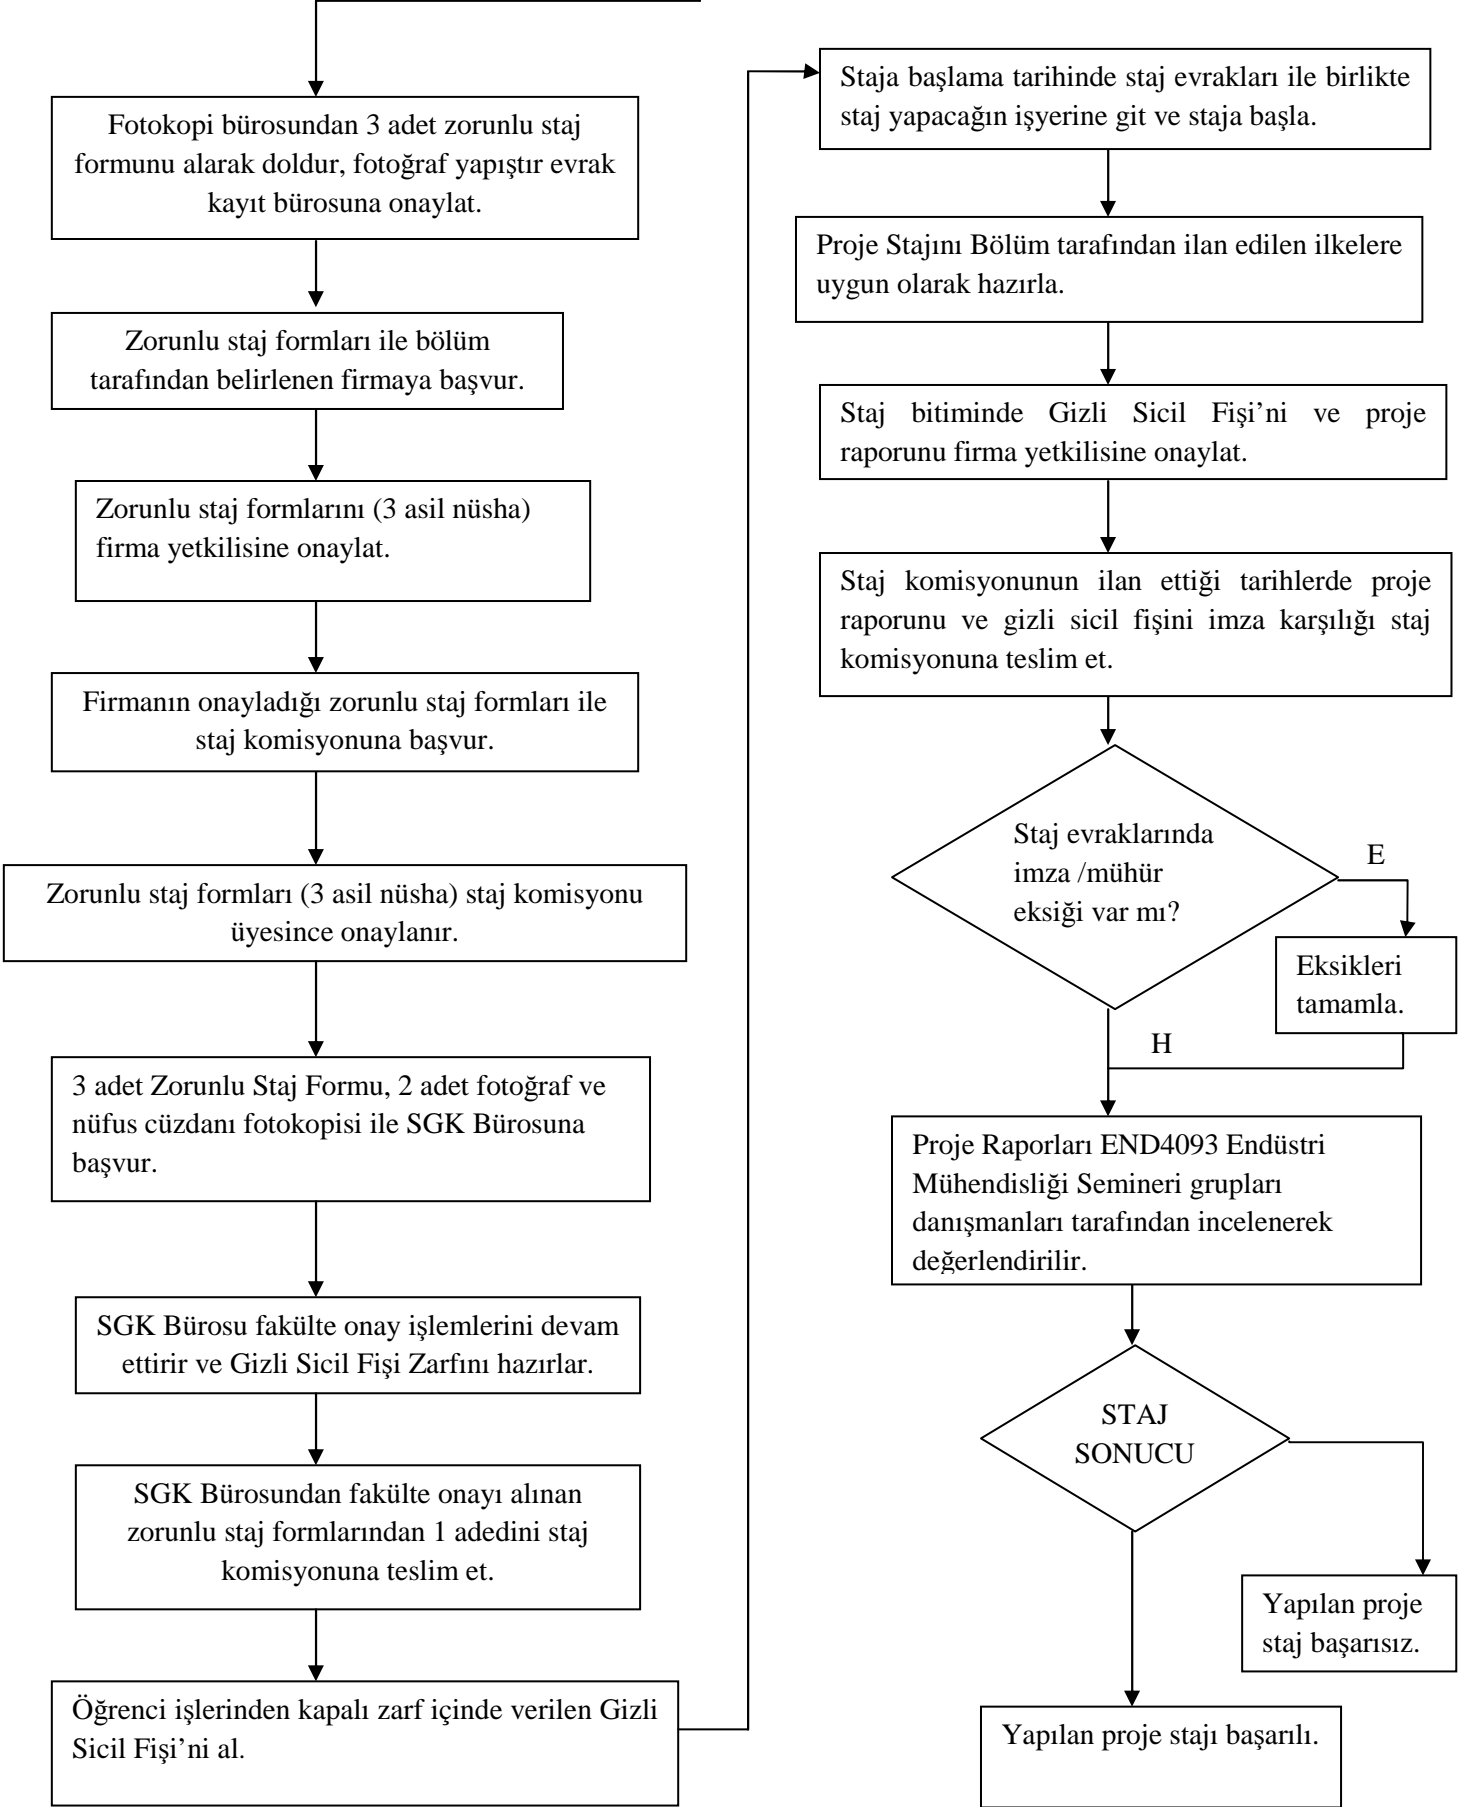 Fotokopi bürosundan 3 adet zorunlu staj
formunu alarak doldur, fotoğraf yapıştır evrak
kayıt bürosuna onaylat.
Zorunlu staj formları ile bölüm
tarafından belirlenen firmaya başvur.
Zorunlu staj formlarını (3 asil nüsha)
firma yetkilisine onaylat.
Firmanın onayladığı zorunlu staj formları ile
staj komisyonuna başvur.
Zorunlu staj formları (3 asil nüsha) staj komisyonu
üyesince onaylanır.
3 adet Zorunlu Staj Formu, 2 adet fotoğraf ve
nüfus cüzdanı fotokopisi ile SGK Bürosuna
başvur.
SGK Bürosu fakülte onay işlemlerini devam
ettirir ve Gizli Sicil Fişi Zarfını hazırlar.
SGK Bürosundan fakülte onayı alınan
zorunlu staj formlarından 1 adedini staj
komisyonuna teslim et.
Öğrenci işlerinden kapalı zarf içinde verilen Gizli
Sicil Fişi’ni al.
Staja başlama tarihinde staj evrakları ile birlikte
staj yapacağın işyerine git ve staja başla.
Proje Stajını Bölüm tarafından ilan edilen ilkelere
uygun olarak hazırla.
Staj bitiminde Gizli Sicil Fişi’ni ve proje
raporunu firma yetkilisine onaylat.
Staj komisyonunun ilan ettiği tarihlerde proje
raporunu ve gizli sicil fişini imza karşılığı staj
komisyonuna teslim et.
Staj evraklarında
imza /mühür
eksiği var mı?
E
Eksikleri
tamamla.
H
Proje Raporları END4093 Endüstri
Mühendisliği Semineri grupları
danışmanları tarafından incelenerek
değerlendirilir.
STAJ
SONUCU
Yapılan proje
staj başarısız.
Yapılan proje stajı başarılı.